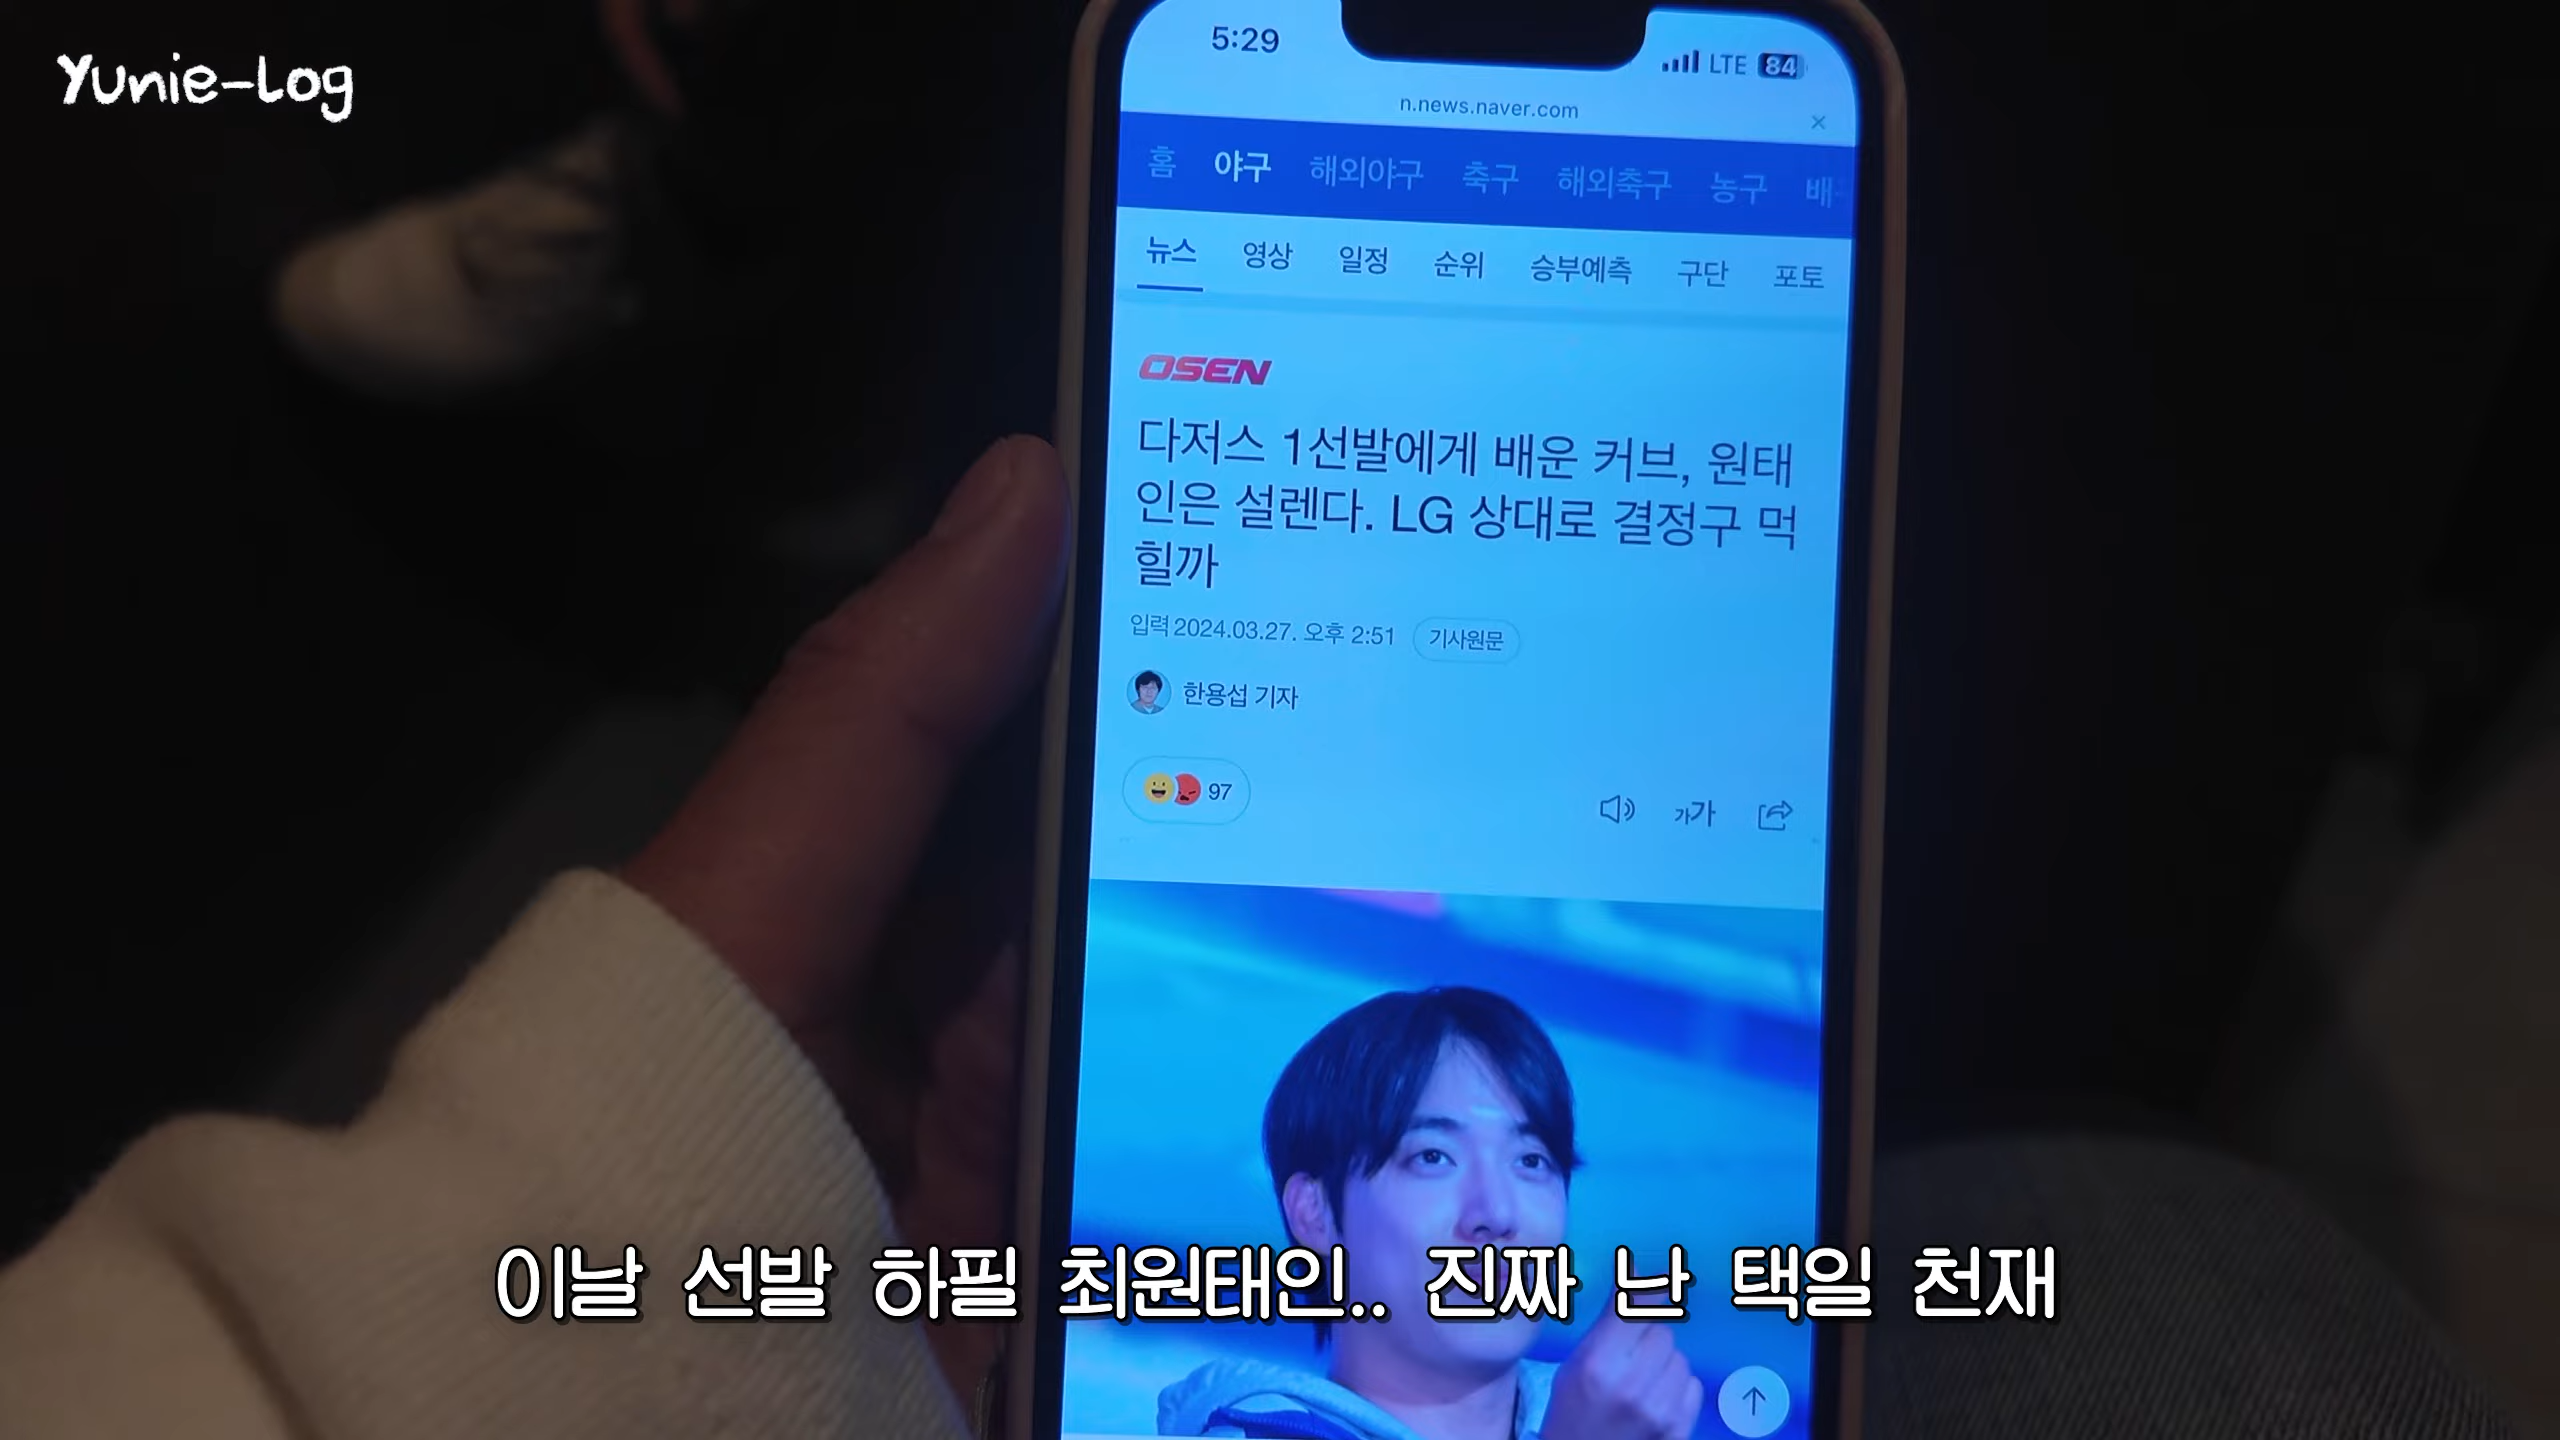 Yunie-Log
5:29
LTE 84
n.news.naver.com
홈 야구 해외야구 축구 해외축구 농구
뉴스 영상 일정 순위 승부예측 구단 포토
OSEN
다저스 1선발에게 배운 커브, 원태
인은 설렌다. LG 상대로 결정구 먹
힐까
입력 2024.03.27. 오후 2:51 기사원문
한용섭 기자
97
가가
이날 선발 하필 최원태인.. 진짜 난 택일 천재